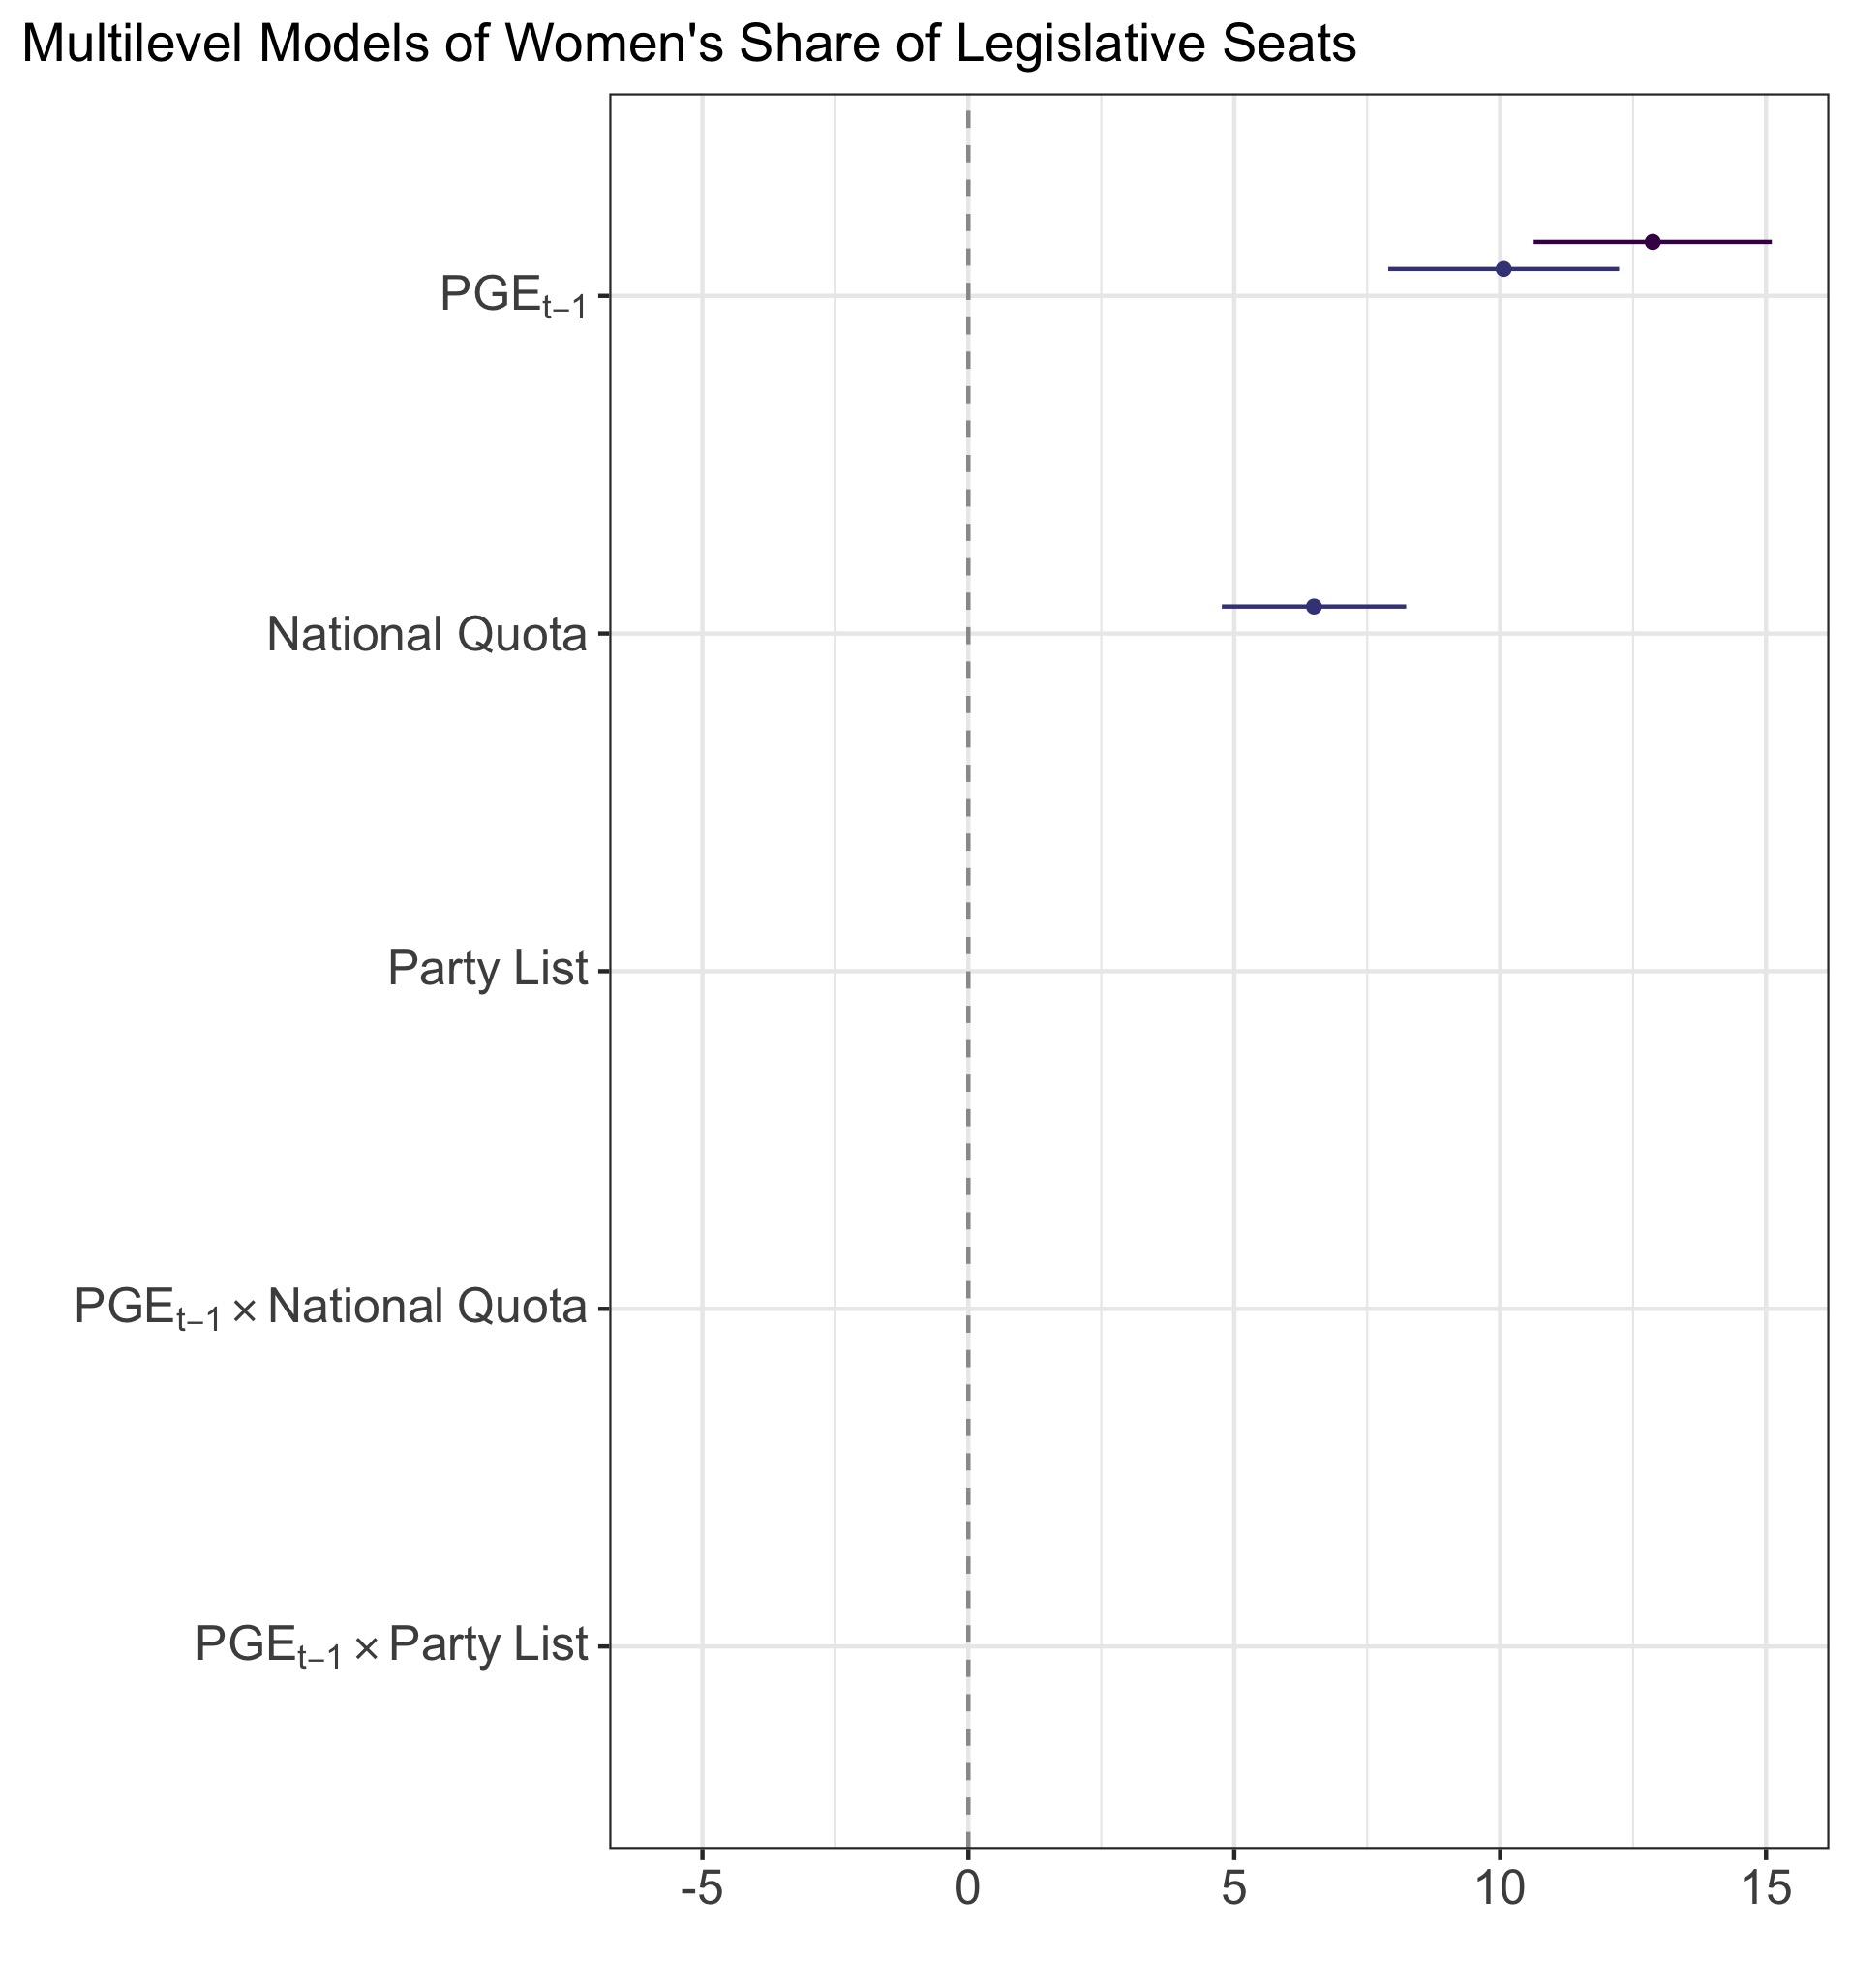 Multilevel Models of Women's Share of Legislative Seats
PGEₜ₋₁
National Quota
Party List
PGEₜ₋₁ × National Quota
PGEₜ₋₁ × Party List
-5 0 5 10 15